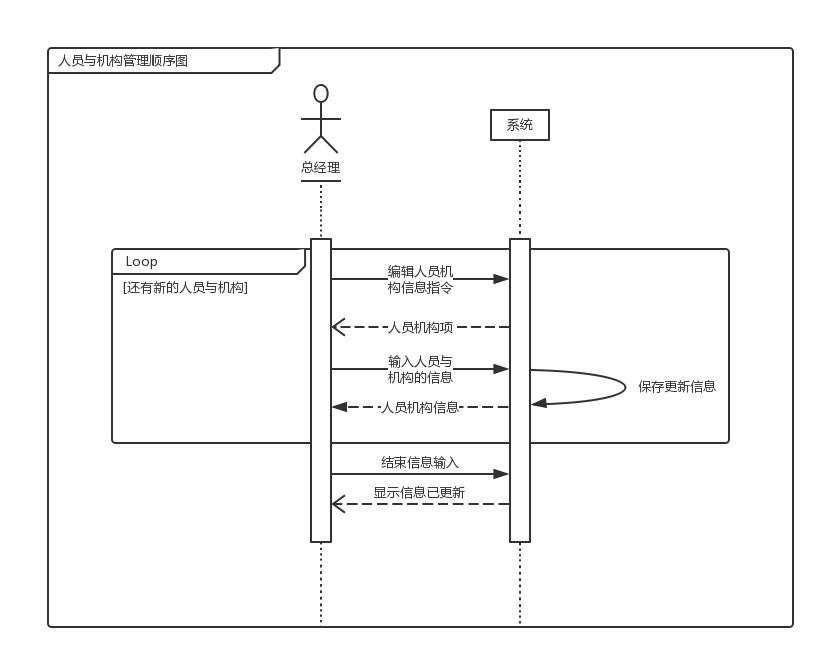 人员与机构管理顺序图
系统
总经理
Loop
[还有新的人员与机构]
编辑人员机
构信息指令
人员机构项
输入人员与
机构的信息
保存更新信息
人员机构信息
结束信息输入
显示信息已更新